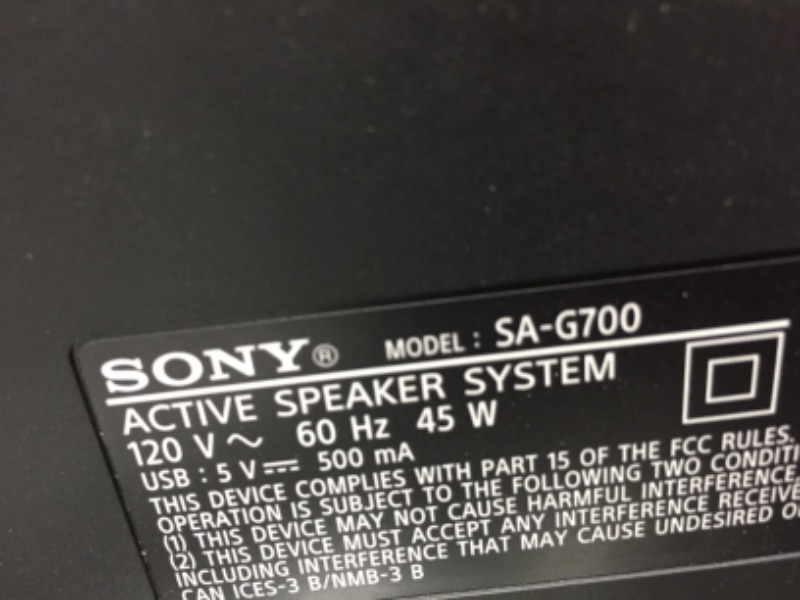 SONY® MODEL : SA-G700
ACTIVE SPEAKER SYSTEM
120 V ~ 60 Hz 45 W
USB : 5 V ⎓ 500 mA
THIS DEVICE COMPLIES WITH PART 15 OF THE FCC RULES.
OPERATION IS SUBJECT TO THE FOLLOWING TWO CONDITI
(1) THIS DEVICE MAY NOT CAUSE HARMFUL INTERFERENCE,
(2) THIS DEVICE MUST ACCEPT ANY INTERFERENCE RECEIVE
INCLUDING INTERFERENCE THAT MAY CAUSE UNDESIRED O
CAN ICES-3 B/NMB-3 B